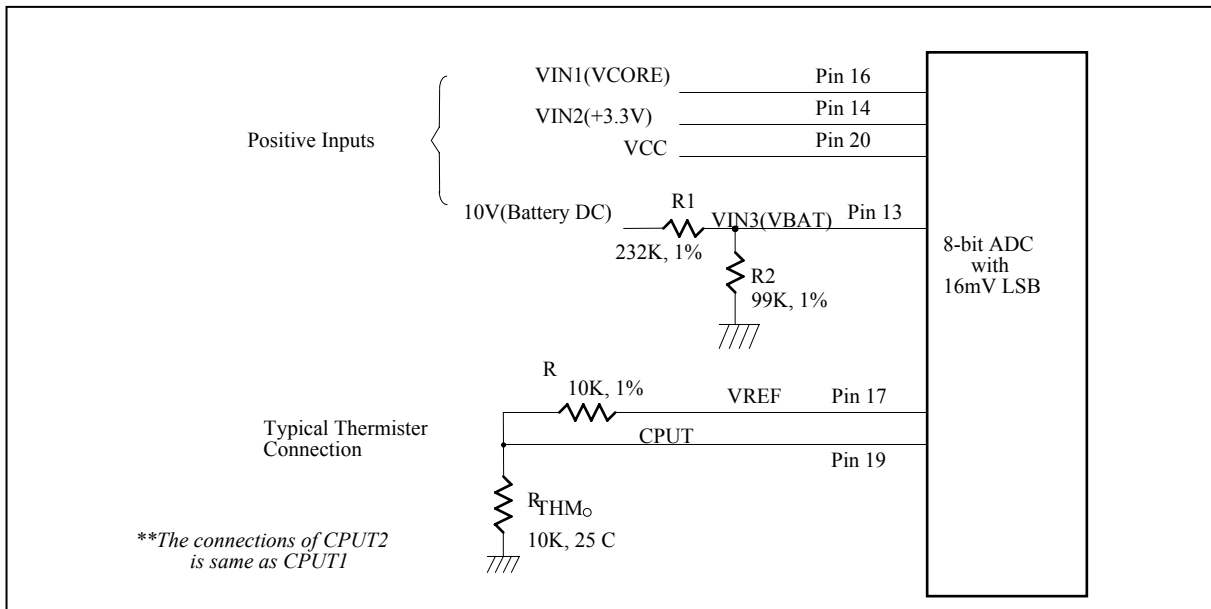 VIN1(VCORE)
Pin 16
VIN2(+3.3V)
Pin 14
Positive Inputs
VCC
Pin 20
10V(Battery DC)
R1
VIN3(VBAT)
Pin 13
232K, 1%
R2
99K, 1%
8-bit ADC
with
16mV LSB
R
10K, 1%
VREF
Pin 17
Typical Thermister
Connection
CPUT
Pin 19
RTHM
10K, 25 C
**The connections of CPUT2
is same as CPUT1